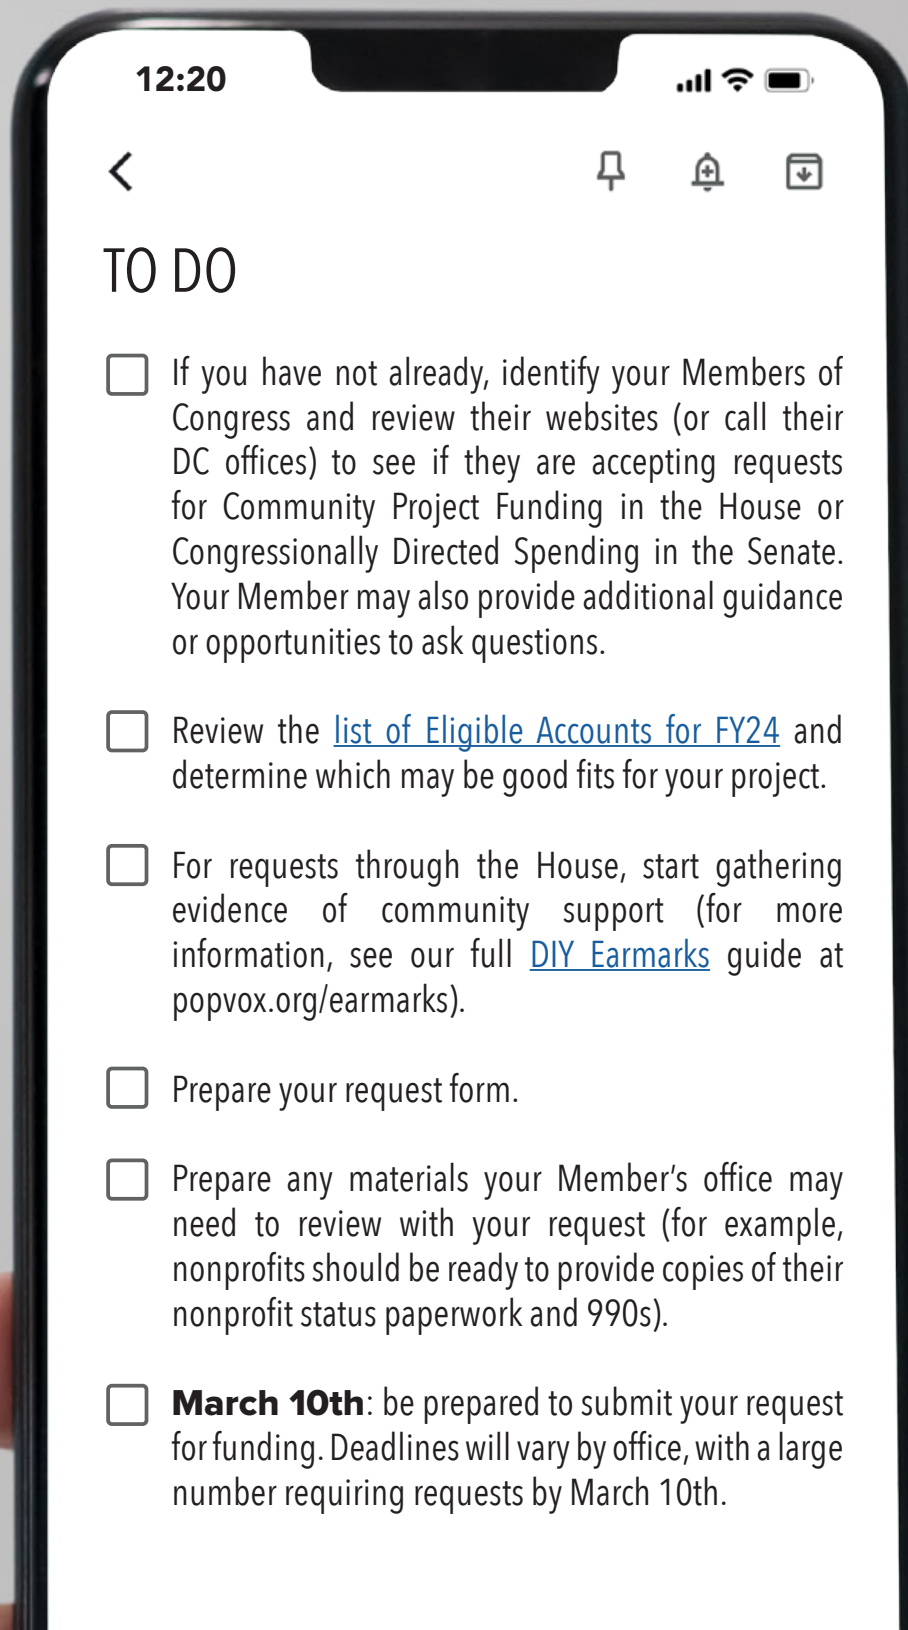 12:20
TO DO
If you have not already, identify your Members of
Congress and review their websites (or call their
DC offices) to see if they are accepting requests
for Community Project Funding in the House or
Congressionally Directed Spending in the Senate.
Your Member may also provide additional guidance
or opportunities to ask questions.
Review the list of Eligible Accounts for FY24 and
determine which may be good fits for your project.
For requests through the House, start gathering
evidence of community support (for more
information, see our full DIY Earmarks guide at
popvox.org/earmarks).
Prepare your request form.
Prepare any materials your Member’s office may
need to review with your request (for example,
nonprofits should be ready to provide copies of their
nonprofit status paperwork and 990s).
March 10th: be prepared to submit your request
for funding. Deadlines will vary by office, with a large
number requiring requests by March 10th.